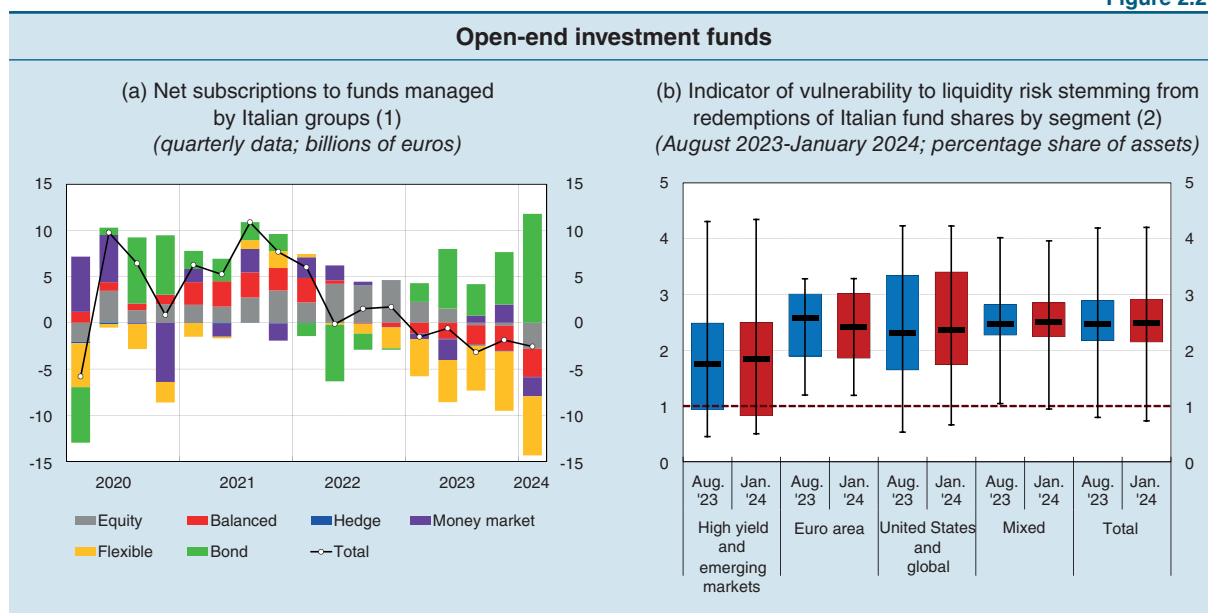 Figure 2.2
Open-end investment funds
(a) Net subscriptions to funds managed
by Italian groups (1)
(quarterly data; billions of euros)
15
10
5
0
-5
-10
-15
15
10
5
0
-5
-10
-15
2020
2021
2022
2023
2024
Equity
Balanced
Hedge
Money market
Flexible
Bond
Total
(b) Indicator of vulnerability to liquidity risk stemming from
redemptions of Italian fund shares by segment (2)
(August 2023-January 2024; percentage share of assets)
5
4
3
2
1
0
5
4
3
2
1
0
Aug. Jan. Aug. Jan. Aug. Jan. Aug. Jan. Aug. Jan.
'23 '24 '23 '24 '23 '24 '23 '24 '23 '24
High yield
and
emerging
markets
Euro area
United States
and
global
Mixed
Total